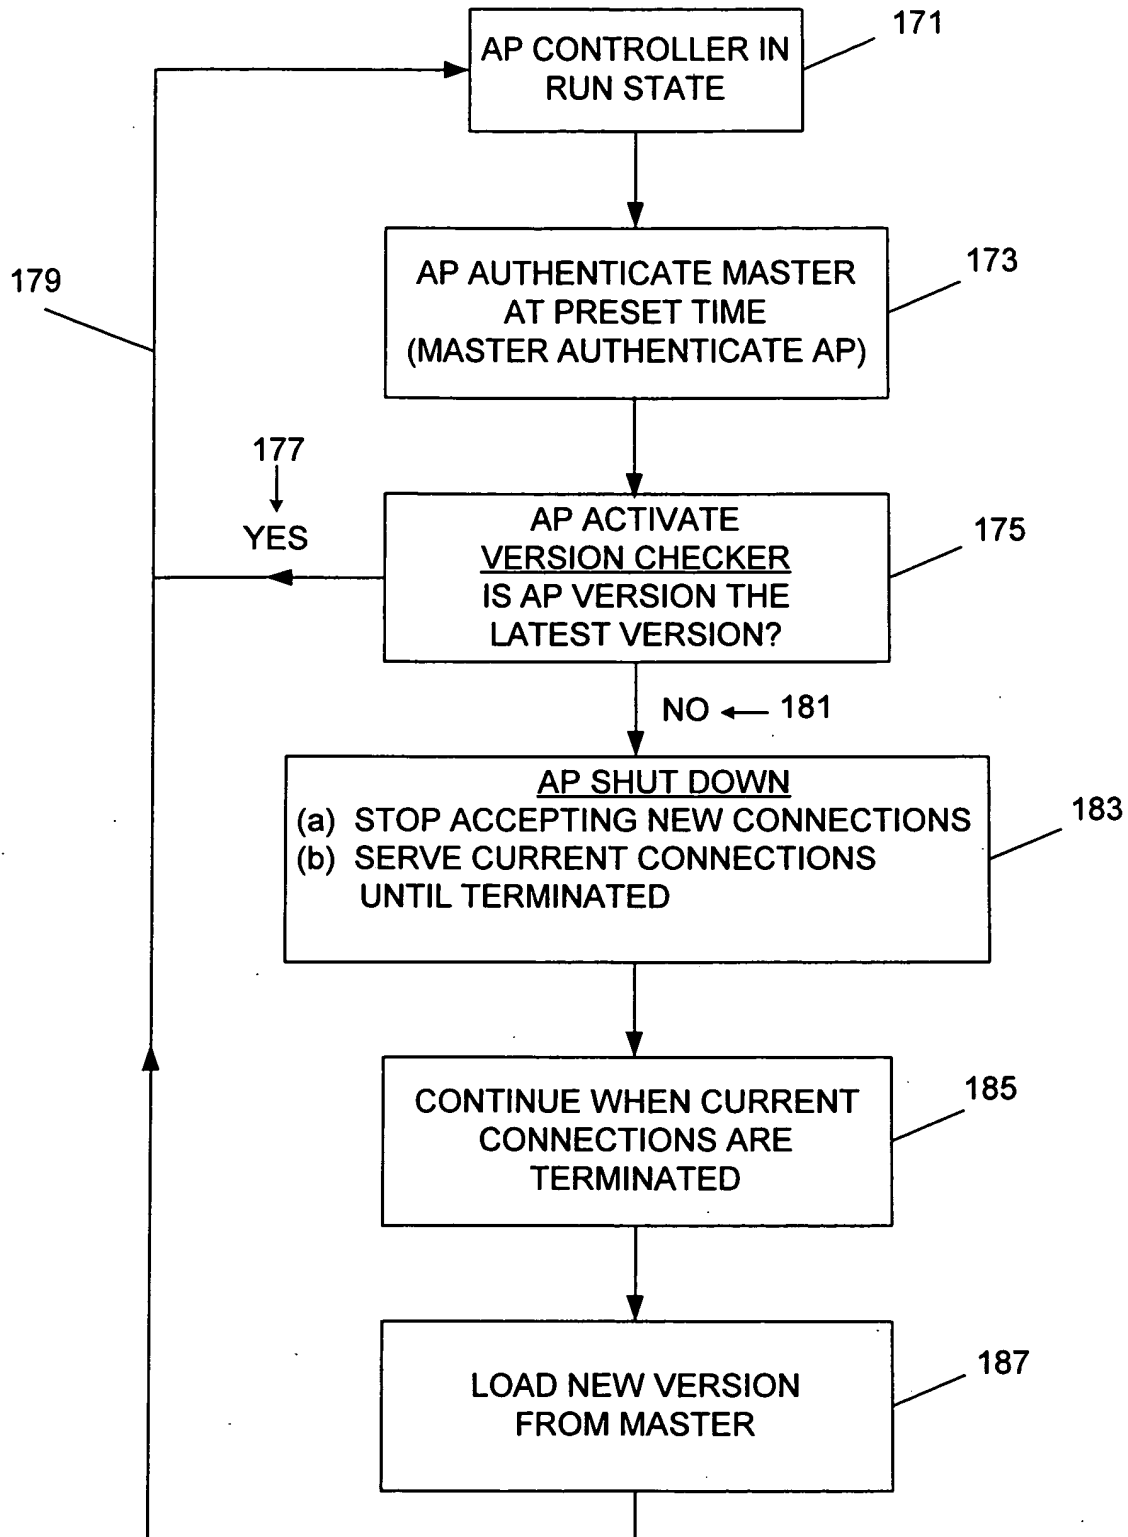 171
AP CONTROLLER IN
RUN STATE
179
173
AP AUTHENTICATE MASTER
AT PRESET TIME
(MASTER AUTHENTICATE AP)
177
YES
175
AP ACTIVATE
VERSION CHECKER
IS AP VERSION THE
LATEST VERSION?
NO
181
AP SHUT DOWN
(a) STOP ACCEPTING NEW CONNECTIONS
(b) SERVE CURRENT CONNECTIONS
UNTIL TERMINATED
183
CONTINUE WHEN CURRENT
CONNECTIONS ARE
TERMINATED
185
LOAD NEW VERSION
FROM MASTER
187